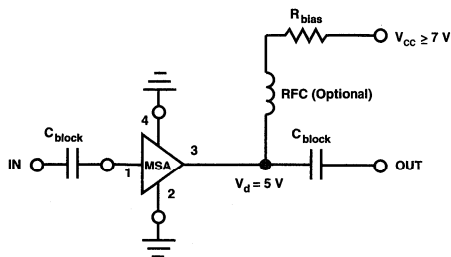 Rbias
VCC ≥ 7 V
RFC (Optional)
4
Cblock
3
Cblock
IN
1
MSA
OUT
2
Vd = 5 V